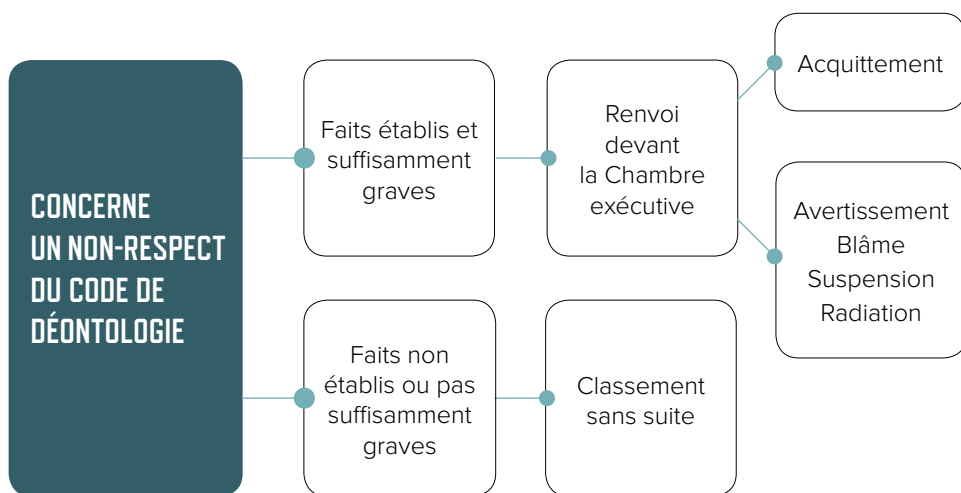 CONCERNE
UN NON-RESPECT
DU CODE DE
DÉONTOLOGIE
Faits établis et
suffisamment
graves
Renvoi
devant
la Chambre
exécutive
Acquittement
Avertissement
Blâme
Suspension
Radiation
Faits non
établis ou pas
suffisamment
graves
Classement
sans suite